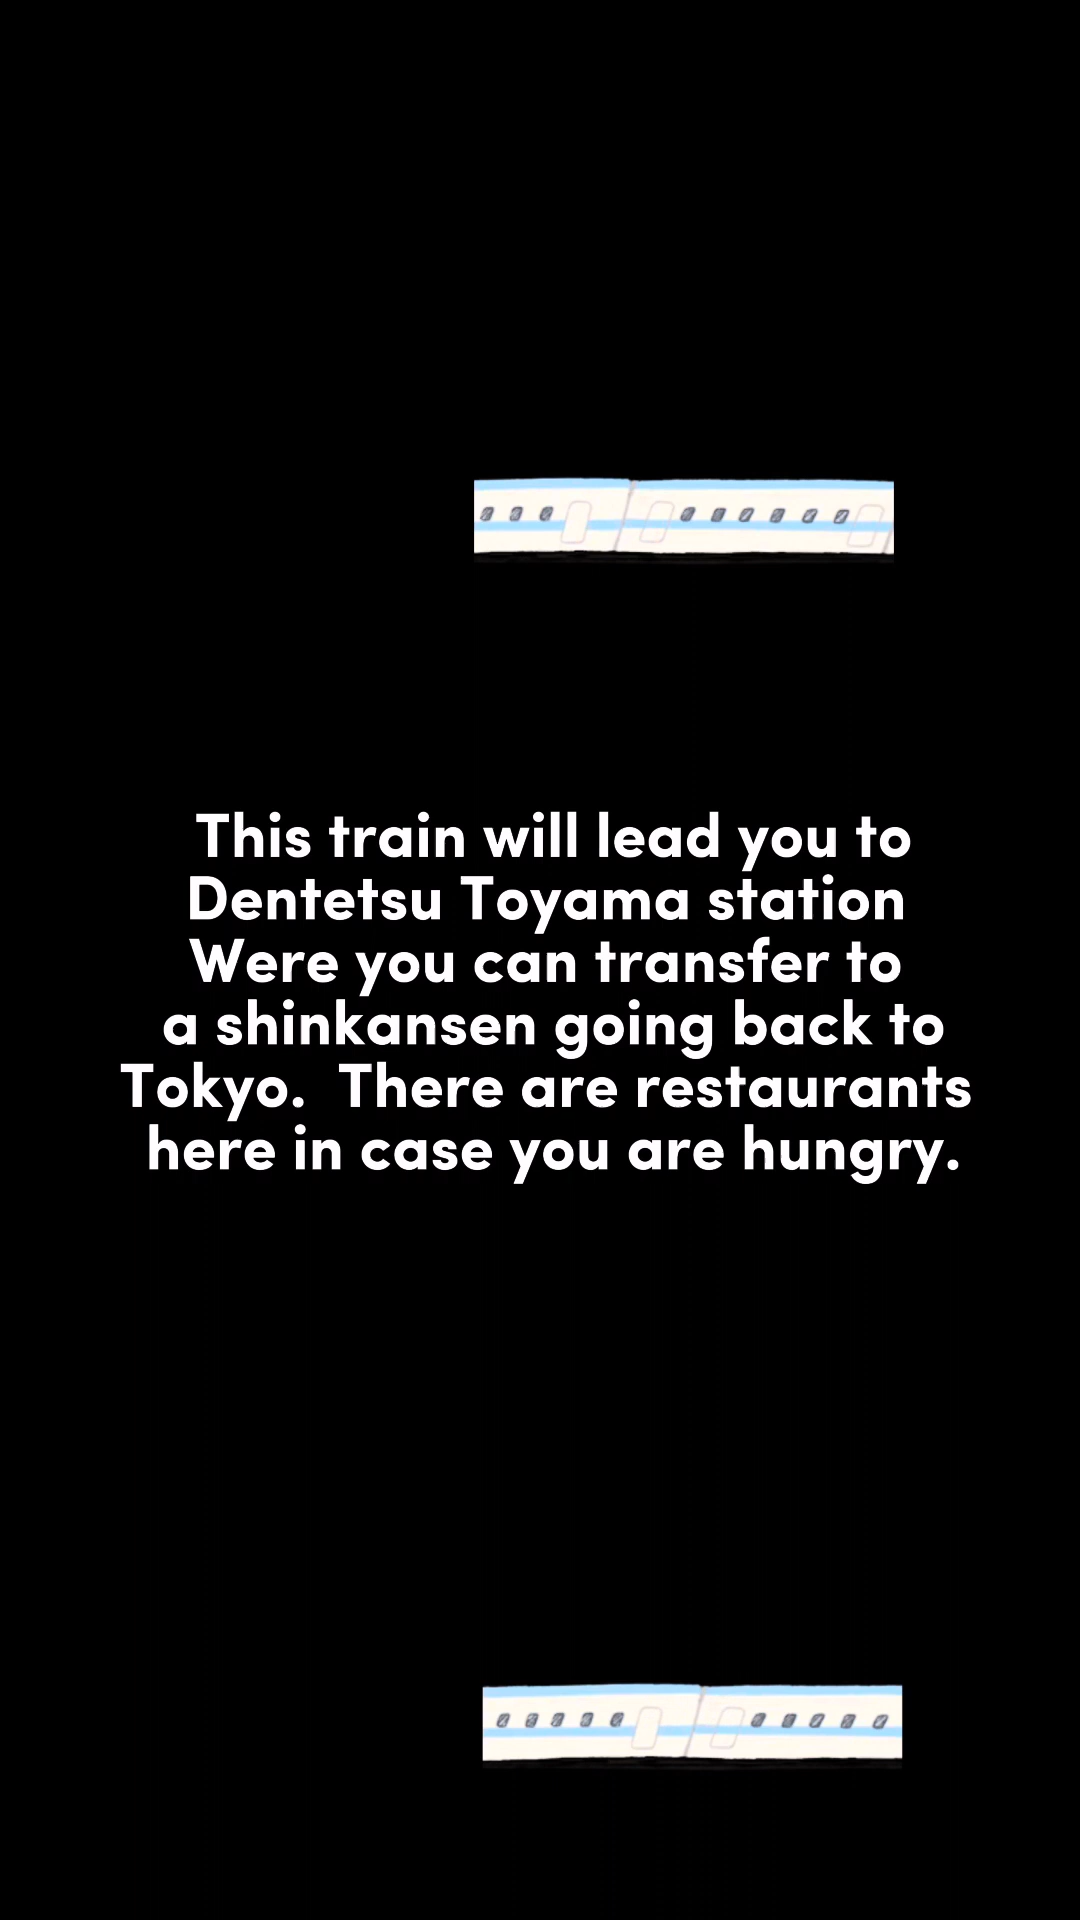 This train will lead you to
Dentetsu Toyama station
Were you can transfer to
a shinkansen going back to
Tokyo.  There are restaurants
here in case you are hungry.